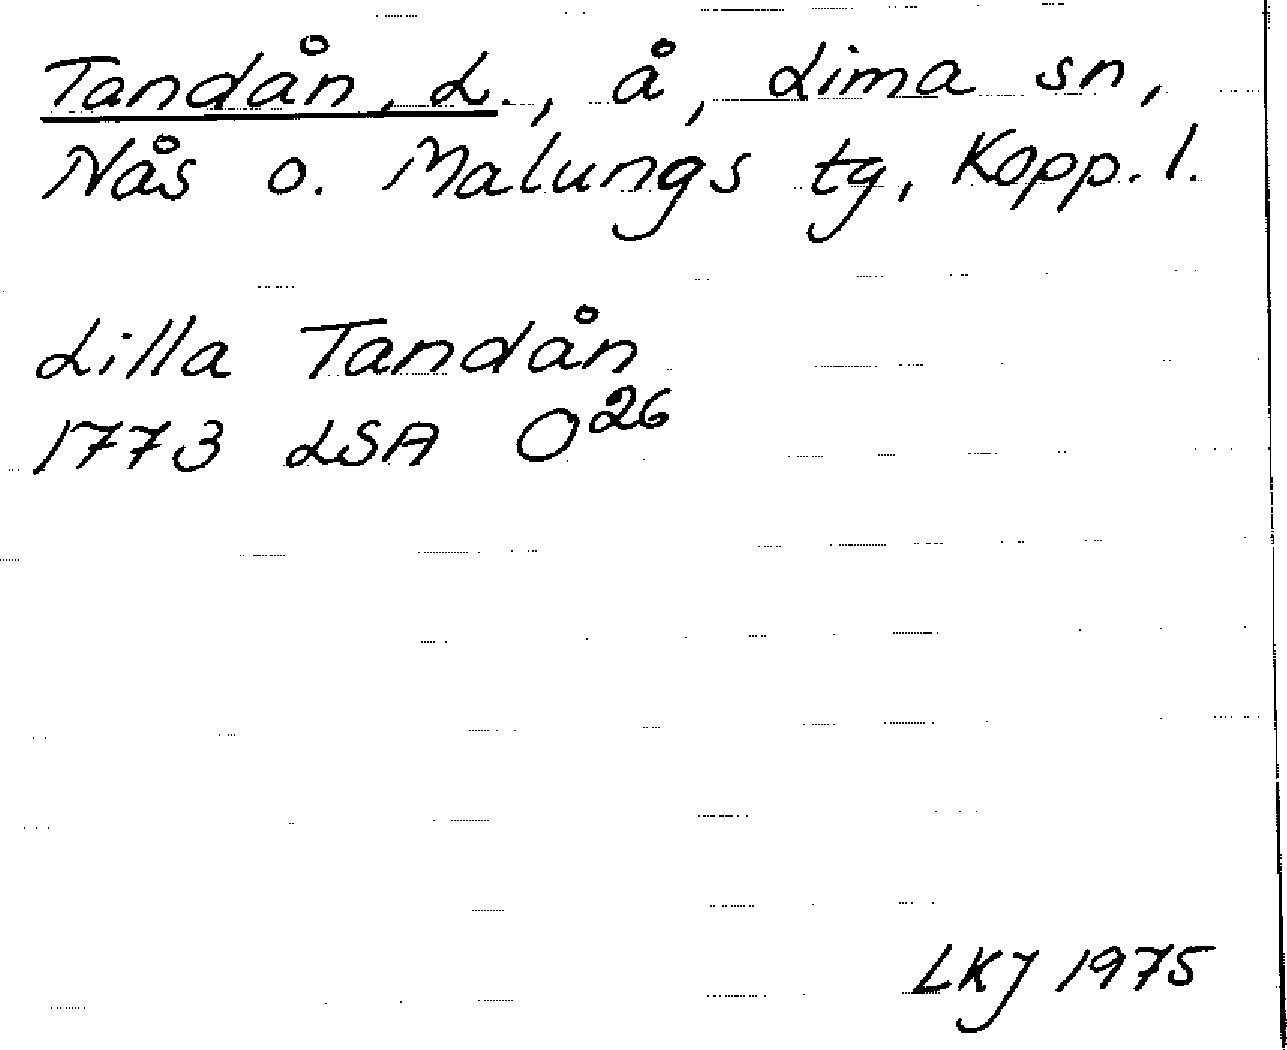 Tandån, L., å, Lima sn,
Nås o. Malungs tg, Kopp. l.
Lilla Tandån
1773 LSA O26
LKJ 1975